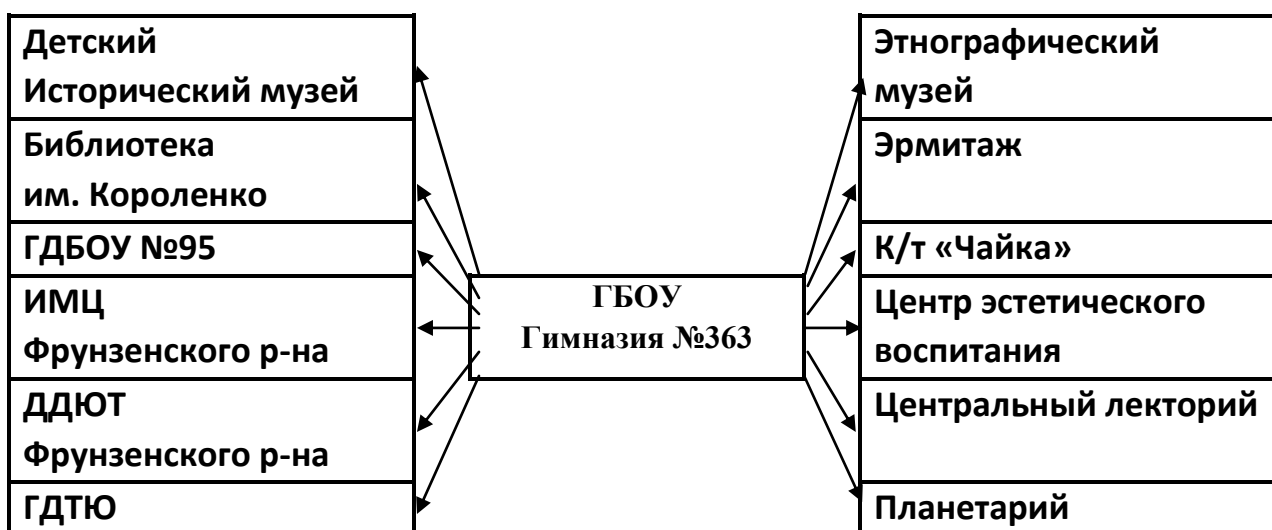 Детский
Исторический музей
Библиотека
им. Короленко
ГДБОУ №95
ИМЦ
Фрунзенского р-на
ДДЮТ
Фрунзенского р-на
ГДТЮ
ГБОУ
Гимназия №363
Этнографический
музей
Эрмитаж
К/т «Чайка»
Центр эстетического
воспитания
Центральный лекторий
Планетарий